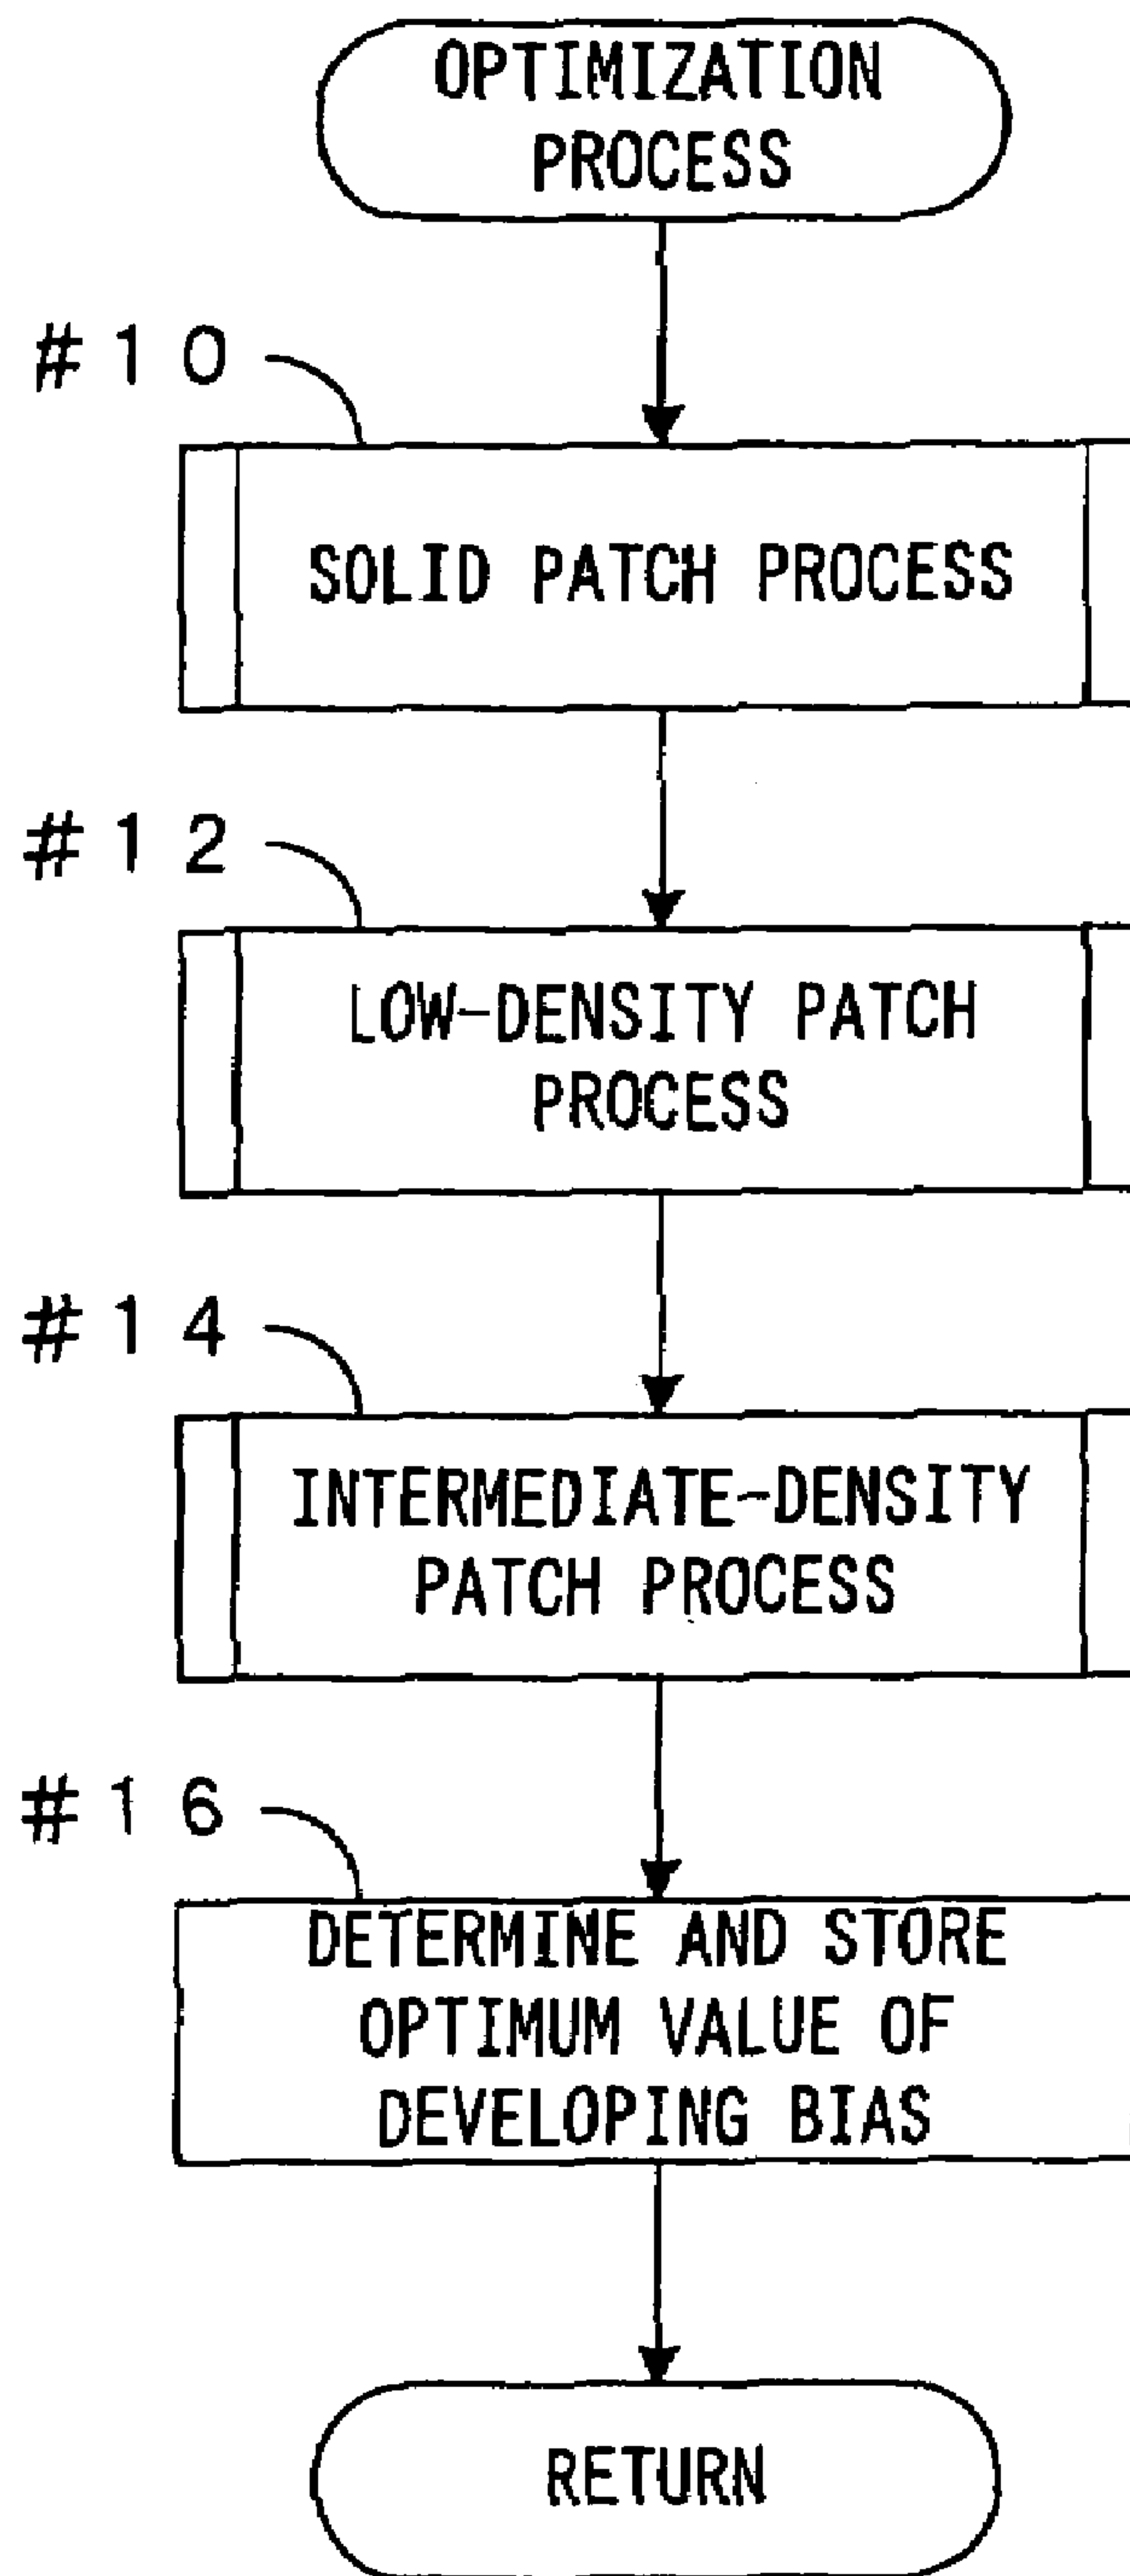 OPTIMIZATION
PROCESS
#10
SOLID PATCH PROCESS
#12
LOW-DENSITY PATCH
PROCESS
#14
INTERMEDIATE-DENSITY
PATCH PROCESS
#16
DETERMINE AND STORE
OPTIMUM VALUE OF
DEVELOPING BIAS
RETURN